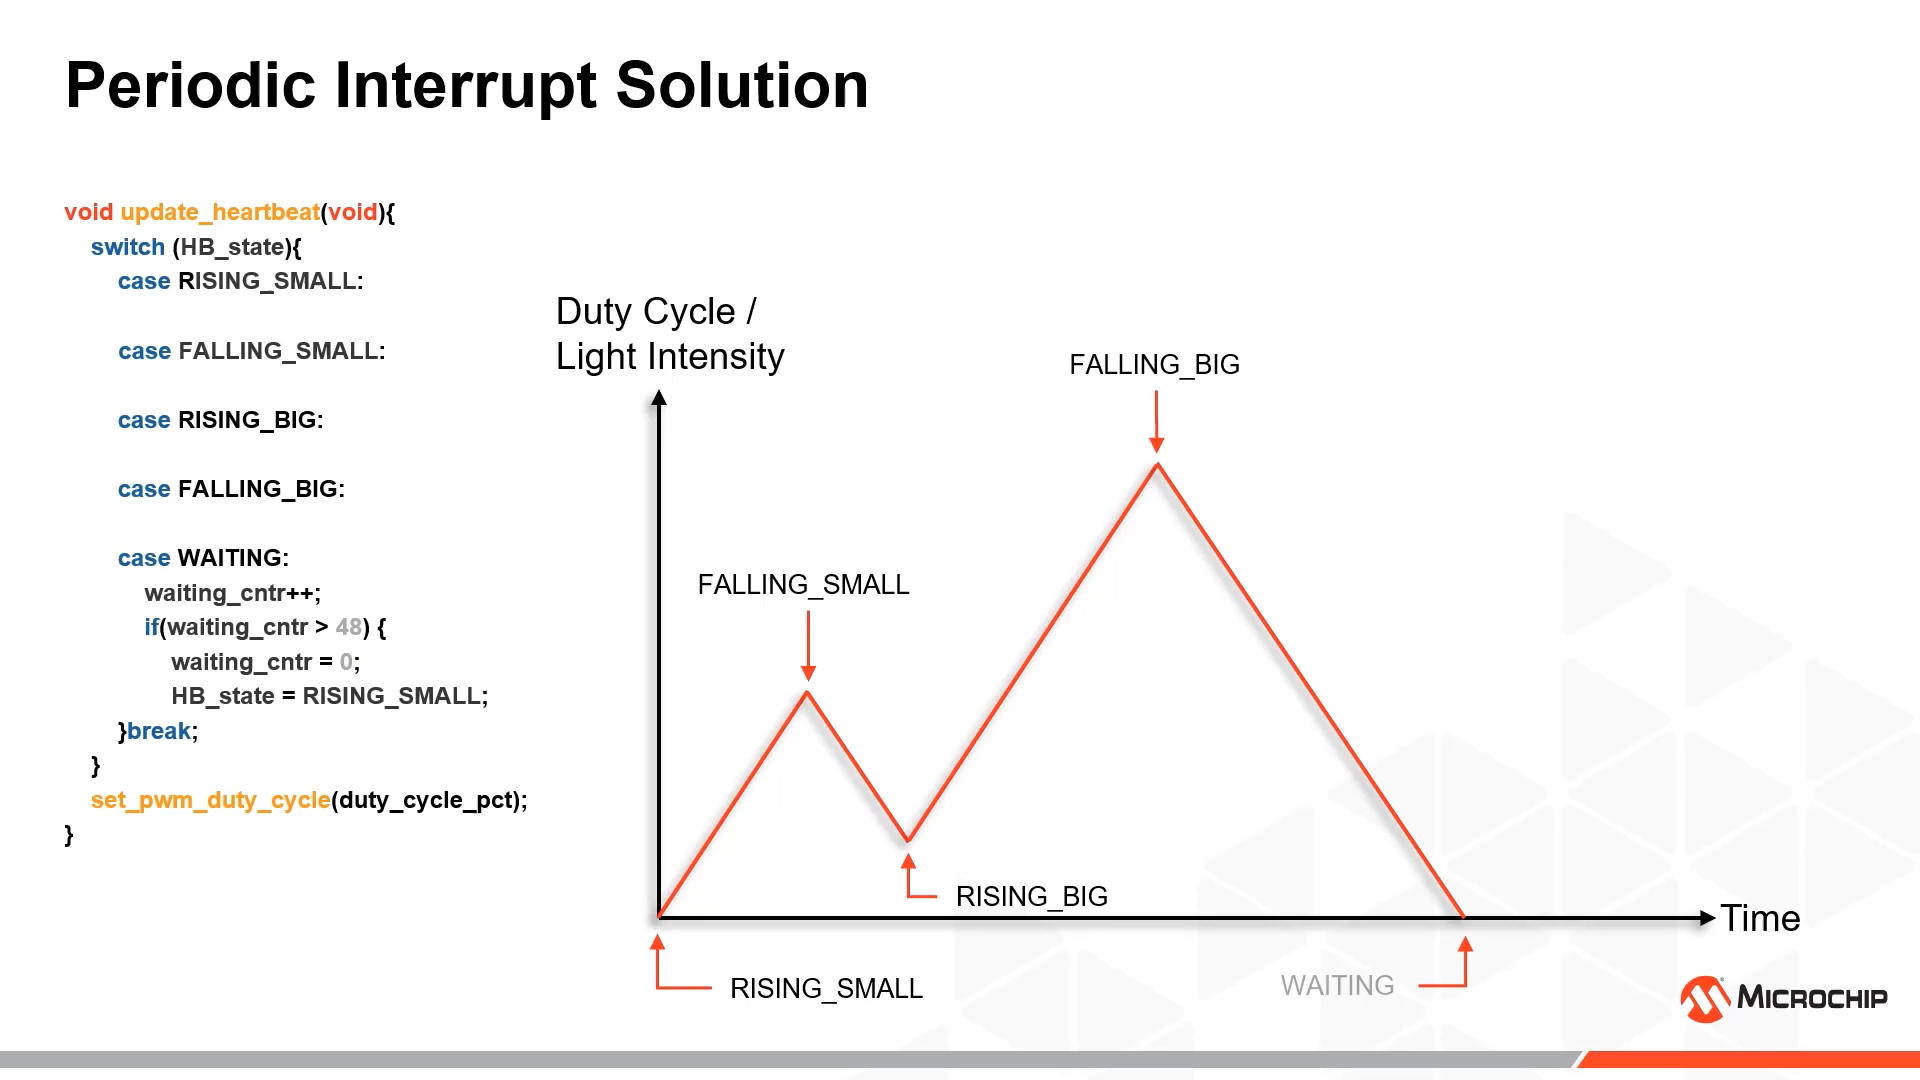 Periodic Interrupt Solution
void update_heartbeat(void){
switch (HB_state){
case RISING_SMALL:
case FALLING_SMALL:
case RISING_BIG:
case FALLING_BIG:
case WAITING:
waiting_cntr++;
if(waiting_cntr > 48) {
waiting_cntr = 0;
HB_state = RISING_SMALL;
}break;
}
set_pwm_duty_cycle(duty_cycle_pct);
}
Duty Cycle /
Light Intensity
FALLING_BIG
FALLING_SMALL
RISING_BIG
Time
RISING_SMALL
WAITING
MICROCHIP